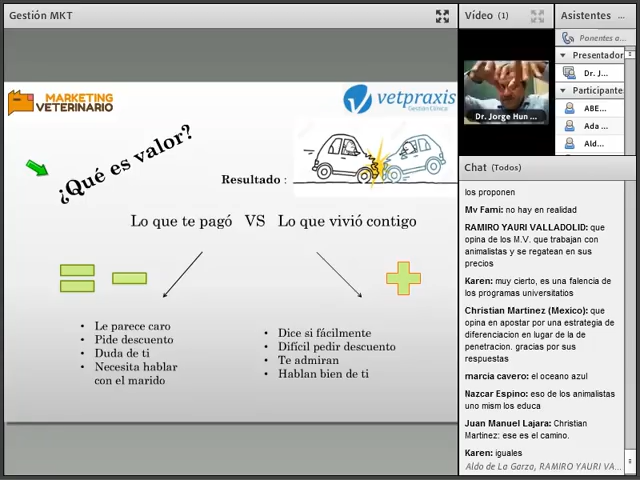 Gestión MKT
MARKETING
VETERINARIO
vetpraxis
Gestión Clínica
¿Qué es valor?
Resultado :
Lo que te pagó VS Lo que vivió contigo
• Le parece caro
• Pide descuento
• Duda de ti
• Necesita hablar
con el marido
• Dice si fácilmente
• Difícil pedir descuento
• Te admiran
• Hablan bien de ti
Vídeo (1)
Dr. Jorge Hun ...
Asistentes ...
Ponentes a...
Presentador
Dr. J...
Participante
ABE...
Ada ...
Ald...
Chat (Todos)
los proponen
Mv Farni: no hay en realidad
RAMIRO YAURI VALLADOLID: que
opina de los M.V. que trabajan con
animalistas y se regatean en sus
precios
Karen: muy cierto, es una falencia de
los programas universitatios
Christian Martinez (Mexico): que
opina en apostar por una estrategia de
diferenciacion en lugar de la de
penetracion. gracias por sus
respuestas
marcia cavero: el oceano azul
Nazcar Espino: eso de los animalistas
uno mism los educa
Juan Manuel Lajara: Christian
Martinez: ese es el camino.
Karen: iguales
Aldo de La Garza, RAMIRO YAURI VA...